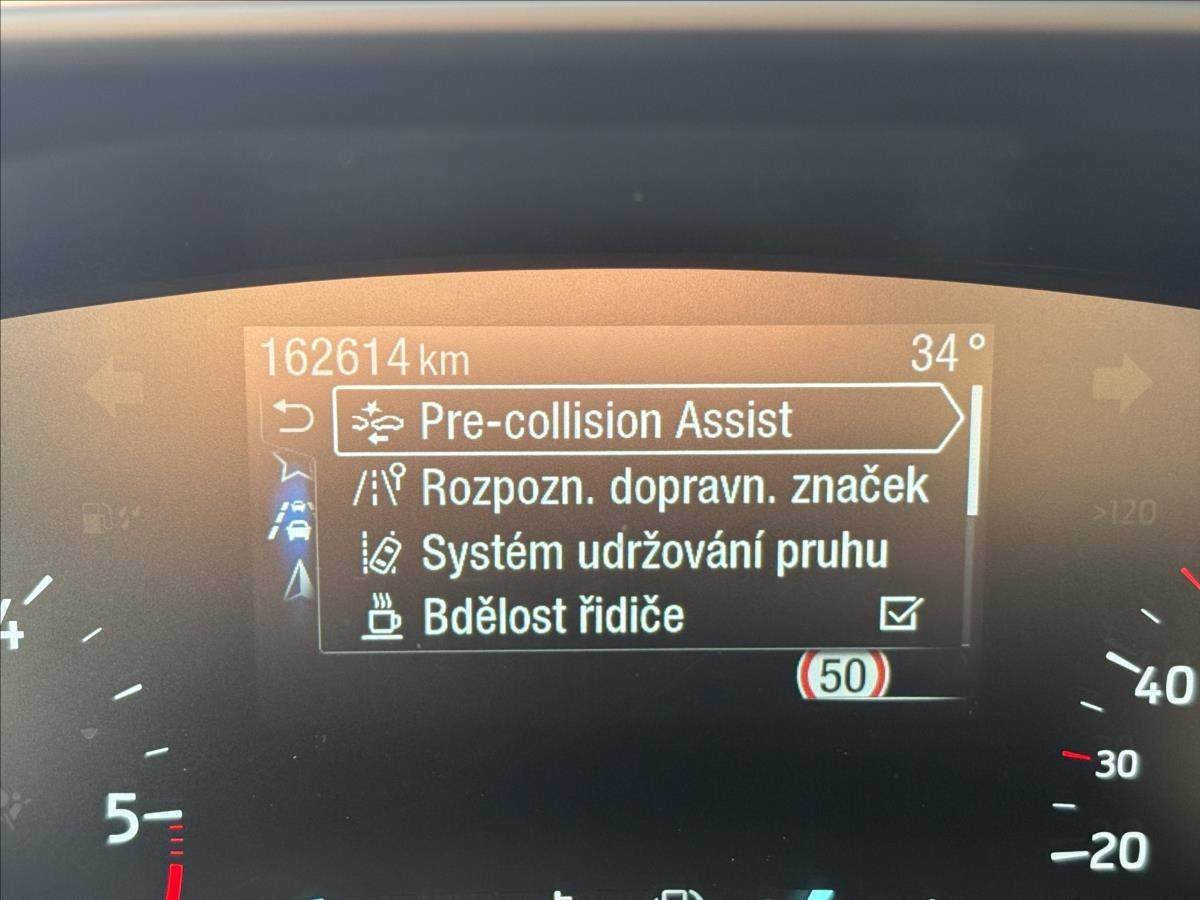 162614 km 34°
Pre-collision Assist
Rozpozn. dopravn. značek
>120
Systém udržování pruhu
Bdělost řidiče
4
50
40
30
5
20